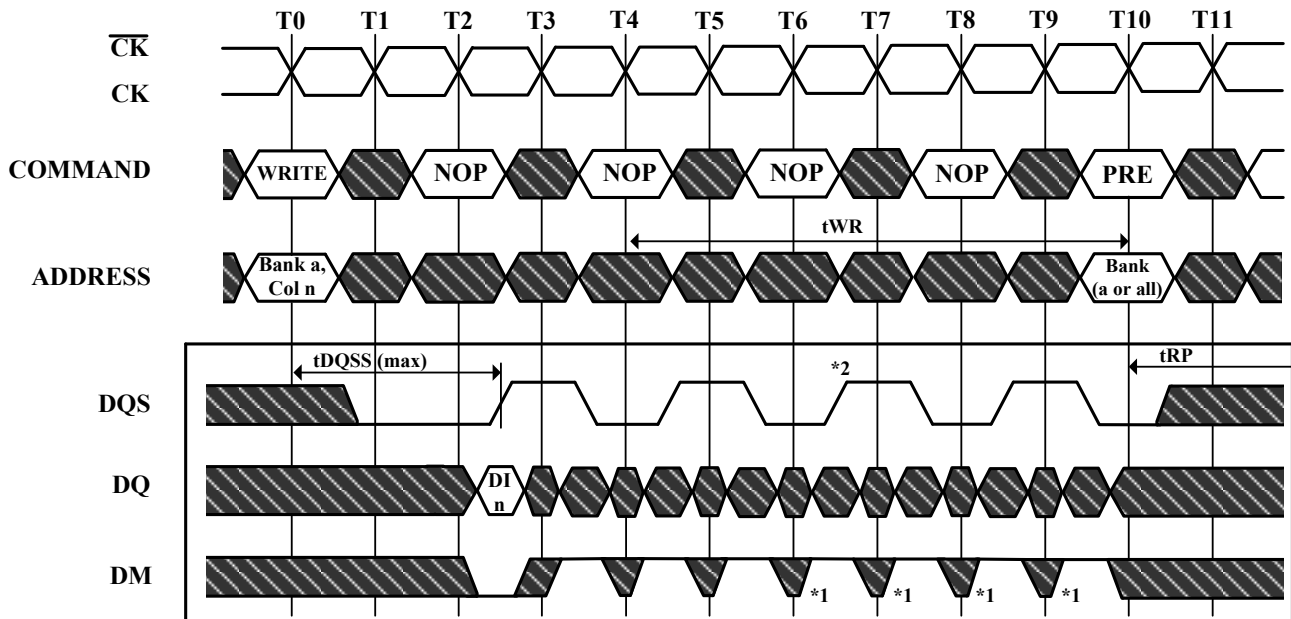 T0 T1 T2 T3 T4 T5 T6 T7 T8 T9 T10 T11
CK
CK
COMMAND WRITE NOP NOP NOP NOP PRE
tWR
ADDRESS Bank a, Col n Bank (a or all)
tDQSS (max) *2 tRP
DQS
DQ DI n
DM *1 *1 *1 *1